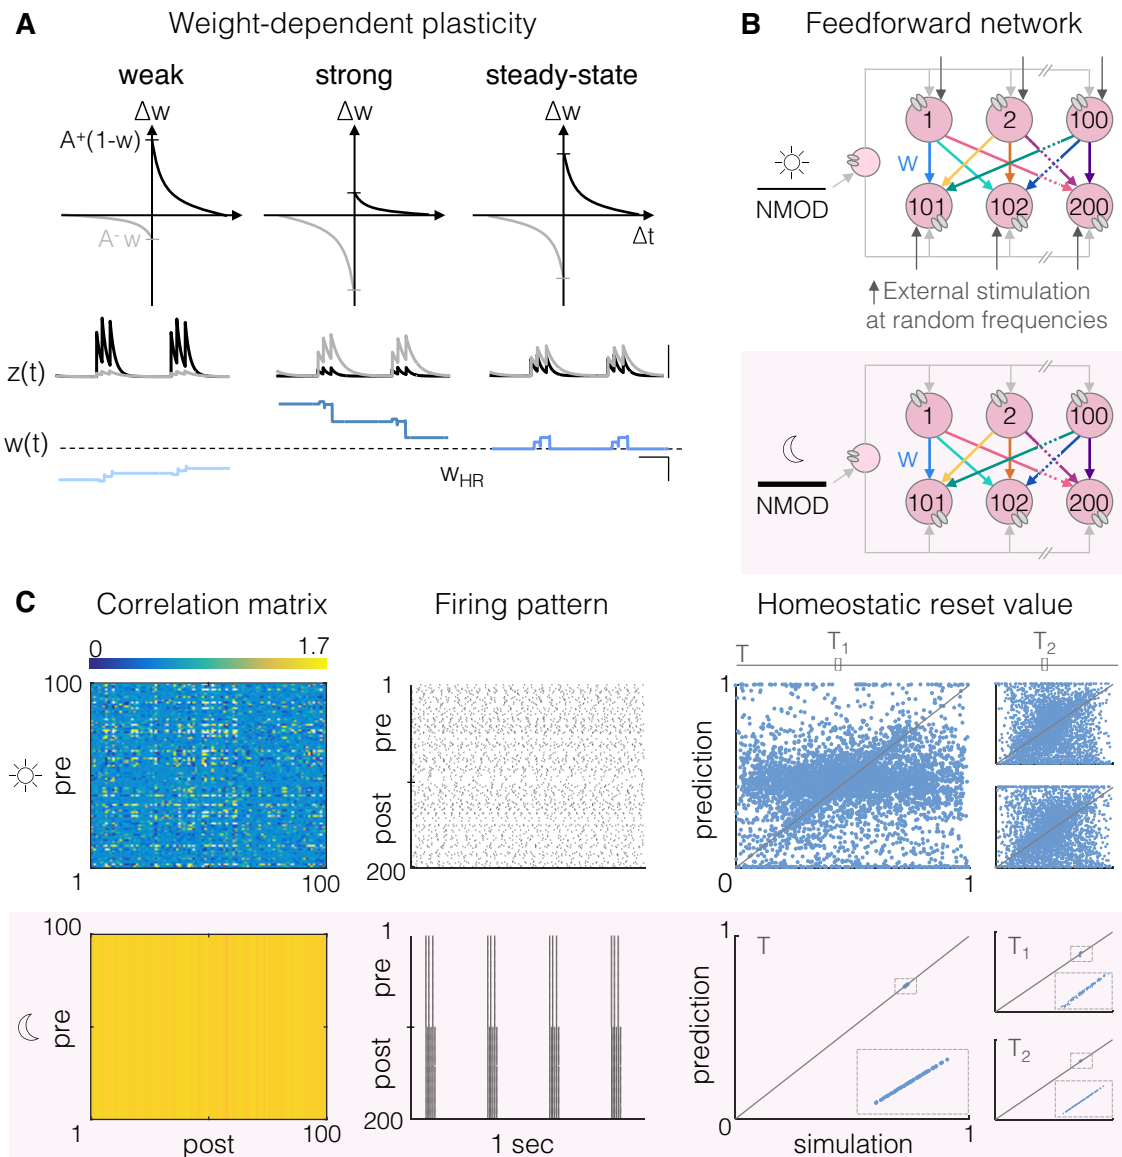 A Weight-dependent plasticity
weak strong steady-state
Δw Δw Δw
A⁺(1-w)
A⁻ w
Δt
z(t)
w(t)
w_HR
B Feedforward network
1 2 100
W
NMOD
101 102 200
External stimulation
at random frequencies
1 2 100
W
NMOD
101 102 200
C Correlation matrix Firing pattern Homeostatic reset value
0 1.7
T T₁ T₂
100 1 1
pre pre post prediction
1 100 200 0 1
100 1 1
T T₁
pre pre post prediction
T₂
1 100 200 0 1
post 1 sec simulation